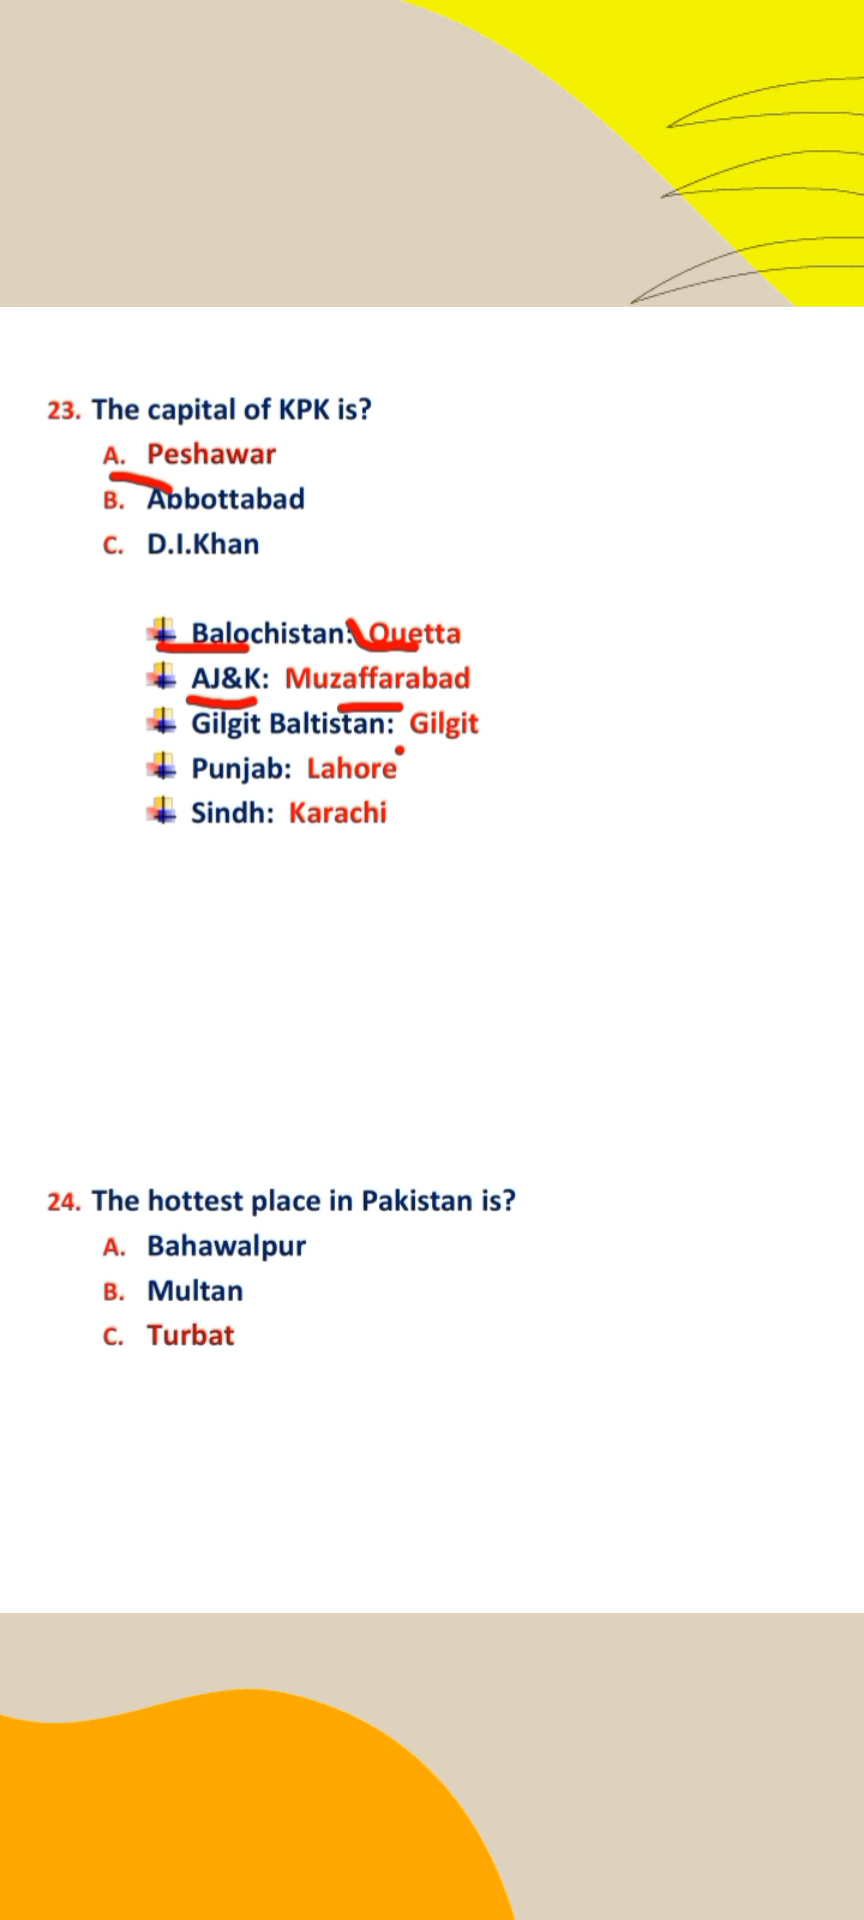 23. The capital of KPK is?
A. Peshawar
B. Abbottabad
C. D.I.Khan
Balochistan: Quetta
AJ&K: Muzaffarabad
Gilgit Baltistan: Gilgit
Punjab: Lahore
Sindh: Karachi
24. The hottest place in Pakistan is?
A. Bahawalpur
B. Multan
C. Turbat